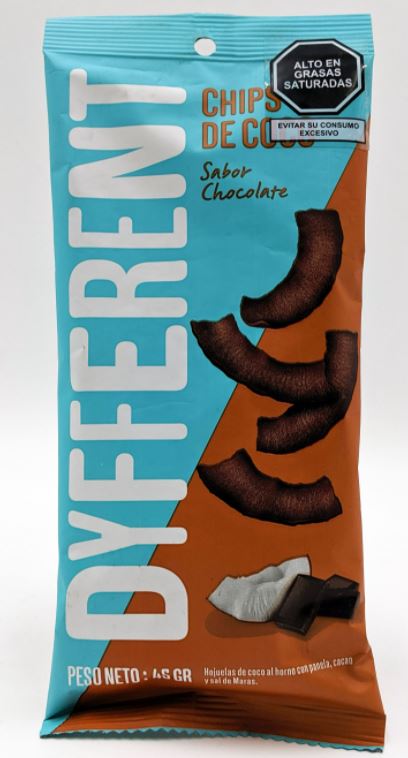 DYFFERENT
CHIPS
DE COCO
Sabor
Chocolate
ALTO EN
GRASAS
SATURADAS
EVITAR SU CONSUMO
EXCESIVO
PESO NETO : 45 GR
Hojuelas de coco al horno con panela, cacao
y sal de Maras.